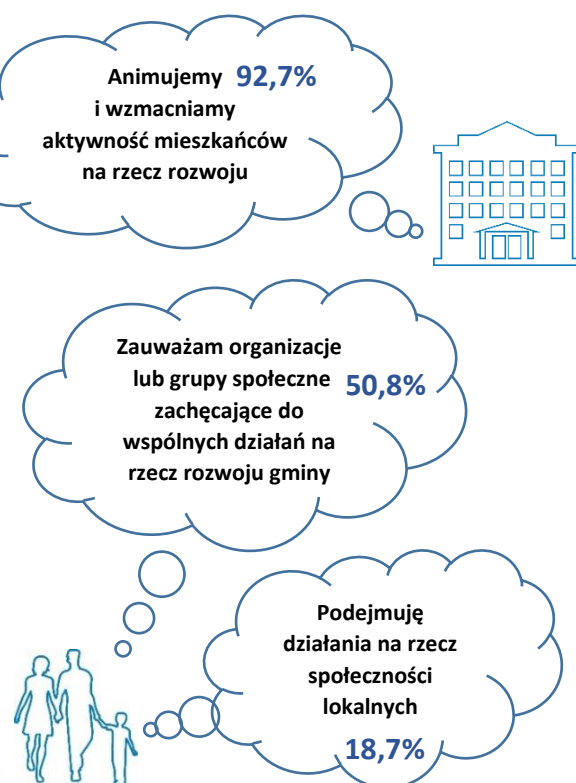 Animujemy 92,7%
i wzmacniamy
aktywność mieszkańców
na rzecz rozwoju
Zauważam organizacje
lub grupy społeczne 50,8%
zachęcające do
wspólnych działań na
rzecz rozwoju gminy
Podejmuję
działania na rzecz
społeczności
lokalnych
18,7%